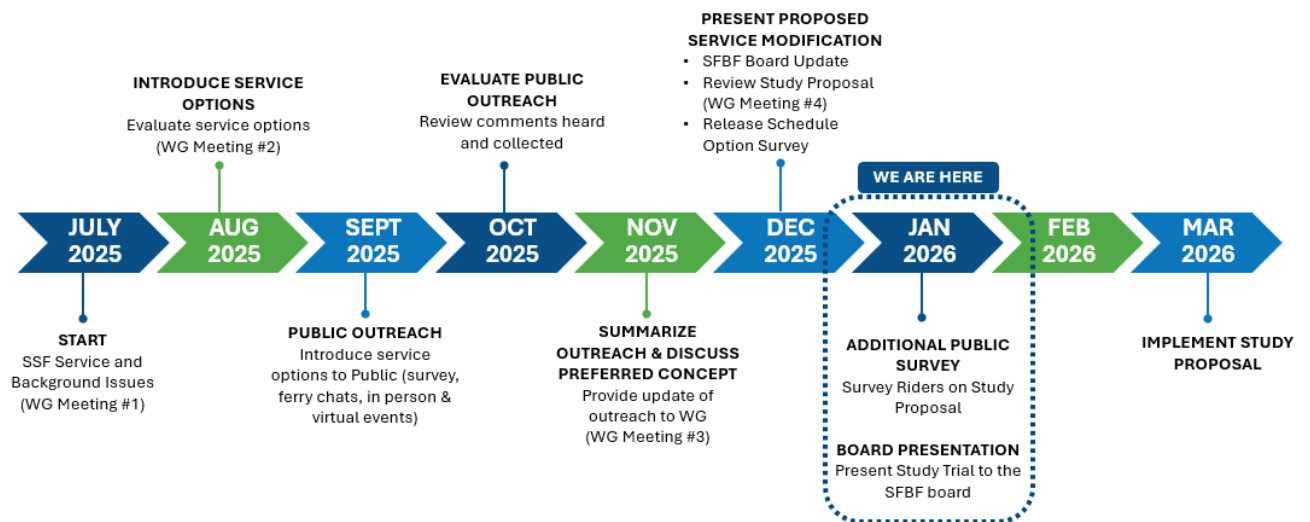 PRESENT PROPOSED
SERVICE MODIFICATION
• SFBF Board Update
• Review Study Proposal
(WG Meeting #4)
• Release Schedule
Option Survey
INTRODUCE SERVICE
OPTIONS
Evaluate service options
(WG Meeting #2)
EVALUATE PUBLIC
OUTREACH
Review comments heard
and collected
WE ARE HERE
JULY
2025
AUG
2025
SEPT
2025
OCT
2025
NOV
2025
DEC
2025
JAN
2026
FEB
2026
MAR
2026
START
SSF Service and
Background Issues
(WG Meeting #1)
PUBLIC OUTREACH
Introduce service
options to Public (survey,
ferry chats, in person &
virtual events)
SUMMARIZE
OUTREACH & DISCUSS
PREFERRED CONCEPT
Provide update of
outreach to WG
(WG Meeting #3)
ADDITIONAL PUBLIC
SURVEY
Survey Riders on Study
Proposal
BOARD PRESENTATION
Present Study Trial to the
SFBF board
IMPLEMENT STUDY
PROPOSAL